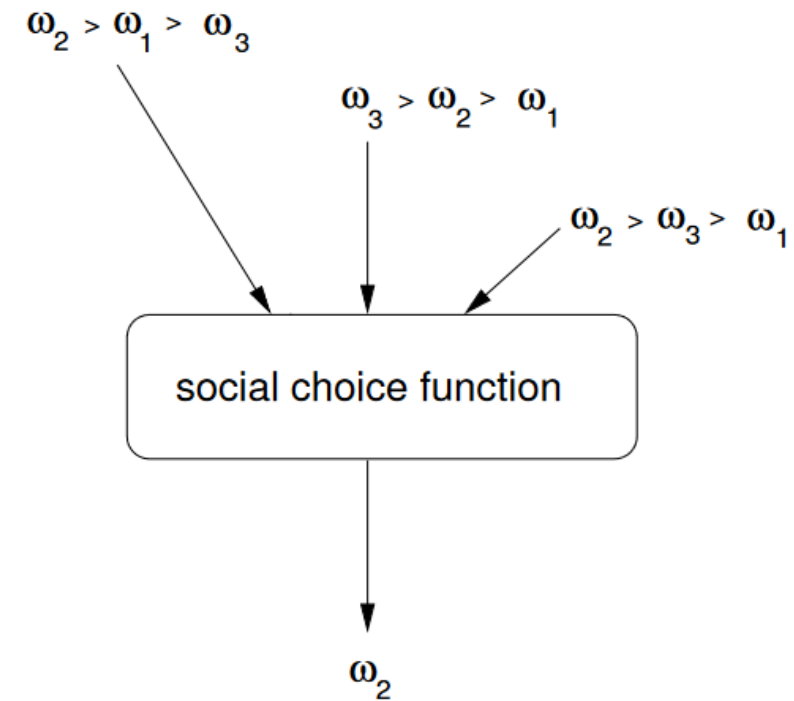 ω₂ > ω₁ > ω₃
ω₃ > ω₂ > ω₁
ω₂ > ω₃ > ω₁
social choice function
ω₂